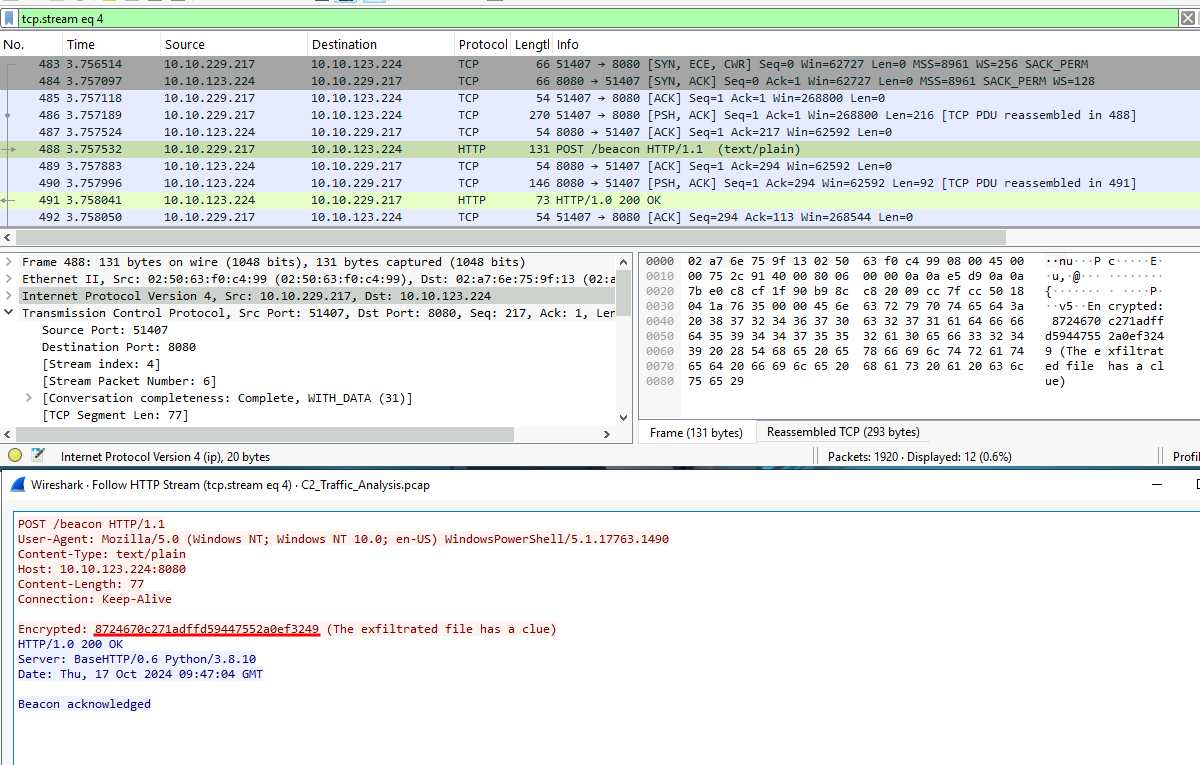 tcp.stream eq 4
No. Time Source Destination Protocol Lengtl Info
483 3.756514 10.10.229.217 10.10.123.224 TCP 66 51407 → 8080 [SYN, ECE, CWR] Seq=0 Win=62727 Len=0 MSS=8961 WS=256 SACK_PERM
484 3.757097 10.10.123.224 10.10.229.217 TCP 66 8080 → 51407 [SYN, ACK] Seq=0 Ack=1 Win=62727 Len=0 MSS=8961 SACK_PERM WS=128
485 3.757118 10.10.229.217 10.10.123.224 TCP 54 51407 → 8080 [ACK] Seq=1 Ack=1 Win=268800 Len=0
486 3.757189 10.10.229.217 10.10.123.224 TCP 270 51407 → 8080 [PSH, ACK] Seq=1 Ack=1 Win=268800 Len=216 [TCP PDU reassembled in 488]
487 3.757524 10.10.123.224 10.10.229.217 TCP 54 8080 → 51407 [ACK] Seq=1 Ack=217 Win=62592 Len=0
488 3.757532 10.10.229.217 10.10.123.224 HTTP 131 POST /beacon HTTP/1.1 (text/plain)
489 3.757883 10.10.123.224 10.10.229.217 TCP 54 8080 → 51407 [ACK] Seq=1 Ack=294 Win=62592 Len=0
490 3.757996 10.10.123.224 10.10.229.217 TCP 146 8080 → 51407 [PSH, ACK] Seq=1 Ack=294 Win=62592 Len=92 [TCP PDU reassembled in 491]
491 3.758041 10.10.123.224 10.10.229.217 HTTP 73 HTTP/1.0 200 OK
492 3.758050 10.10.229.217 10.10.123.224 TCP 54 51407 → 8080 [ACK] Seq=294 Ack=113 Win=268544 Len=0
Frame 488: 131 bytes on wire (1048 bits), 131 bytes captured (1048 bits)
Ethernet II, Src: 02:50:63:f0:c4:99 (02:50:63:f0:c4:99), Dst: 02:a7:6e:75:9f:13 (02:a
Internet Protocol Version 4, Src: 10.10.229.217, Dst: 10.10.123.224
Transmission Control Protocol, Src Port: 51407, Dst Port: 8080, Seq: 217, Ack: 1, Len
Source Port: 51407
Destination Port: 8080
[Stream index: 4]
[Stream Packet Number: 6]
[Conversation completeness: Complete, WITH_DATA (31)]
[TCP Segment Len: 77]
0000 02 a7 6e 75 9f 13 02 50 63 f0 c4 99 08 00 45 00 ··nu···P c·····E·
0010 00 75 2c 91 40 00 80 06 00 00 0a 0a e5 d9 0a 0a ·u,·@··· ········
0020 7b e0 c8 cf 1f 90 b9 8c c8 20 09 cc 7f cc 50 18 {······· · ····P·
0030 04 1a 76 35 00 00 45 6e 63 72 79 70 74 65 64 3a ··v5··En crypted:
0040 20 38 37 32 34 36 37 30 63 32 37 31 61 64 66 66 8724670 c271adff
0050 64 35 39 34 34 37 35 35 32 61 30 65 66 33 32 34 d5944755 2a0ef324
0060 39 20 28 54 68 65 20 65 78 66 69 6c 74 72 61 74 9 (The e xfiltrat
0070 65 64 20 66 69 6c 65 20 68 61 73 20 61 20 63 6c ed file has a cl
0080 75 65 29 ue)
Frame (131 bytes) Reassembled TCP (293 bytes)
Internet Protocol Version 4 (ip), 20 bytes Packets: 1920 · Displayed: 12 (0.6%) Profil
Wireshark · Follow HTTP Stream (tcp.stream eq 4) · C2_Traffic_Analysis.pcap
POST /beacon HTTP/1.1
User-Agent: Mozilla/5.0 (Windows NT; Windows NT 10.0; en-US) WindowsPowerShell/5.1.17763.1490
Content-Type: text/plain
Host: 10.10.123.224:8080
Content-Length: 77
Connection: Keep-Alive
Encrypted: 8724670c271adffd59447552a0ef3249 (The exfiltrated file has a clue)
HTTP/1.0 200 OK
Server: BaseHTTP/0.6 Python/3.8.10
Date: Thu, 17 Oct 2024 09:47:04 GMT
Beacon acknowledged